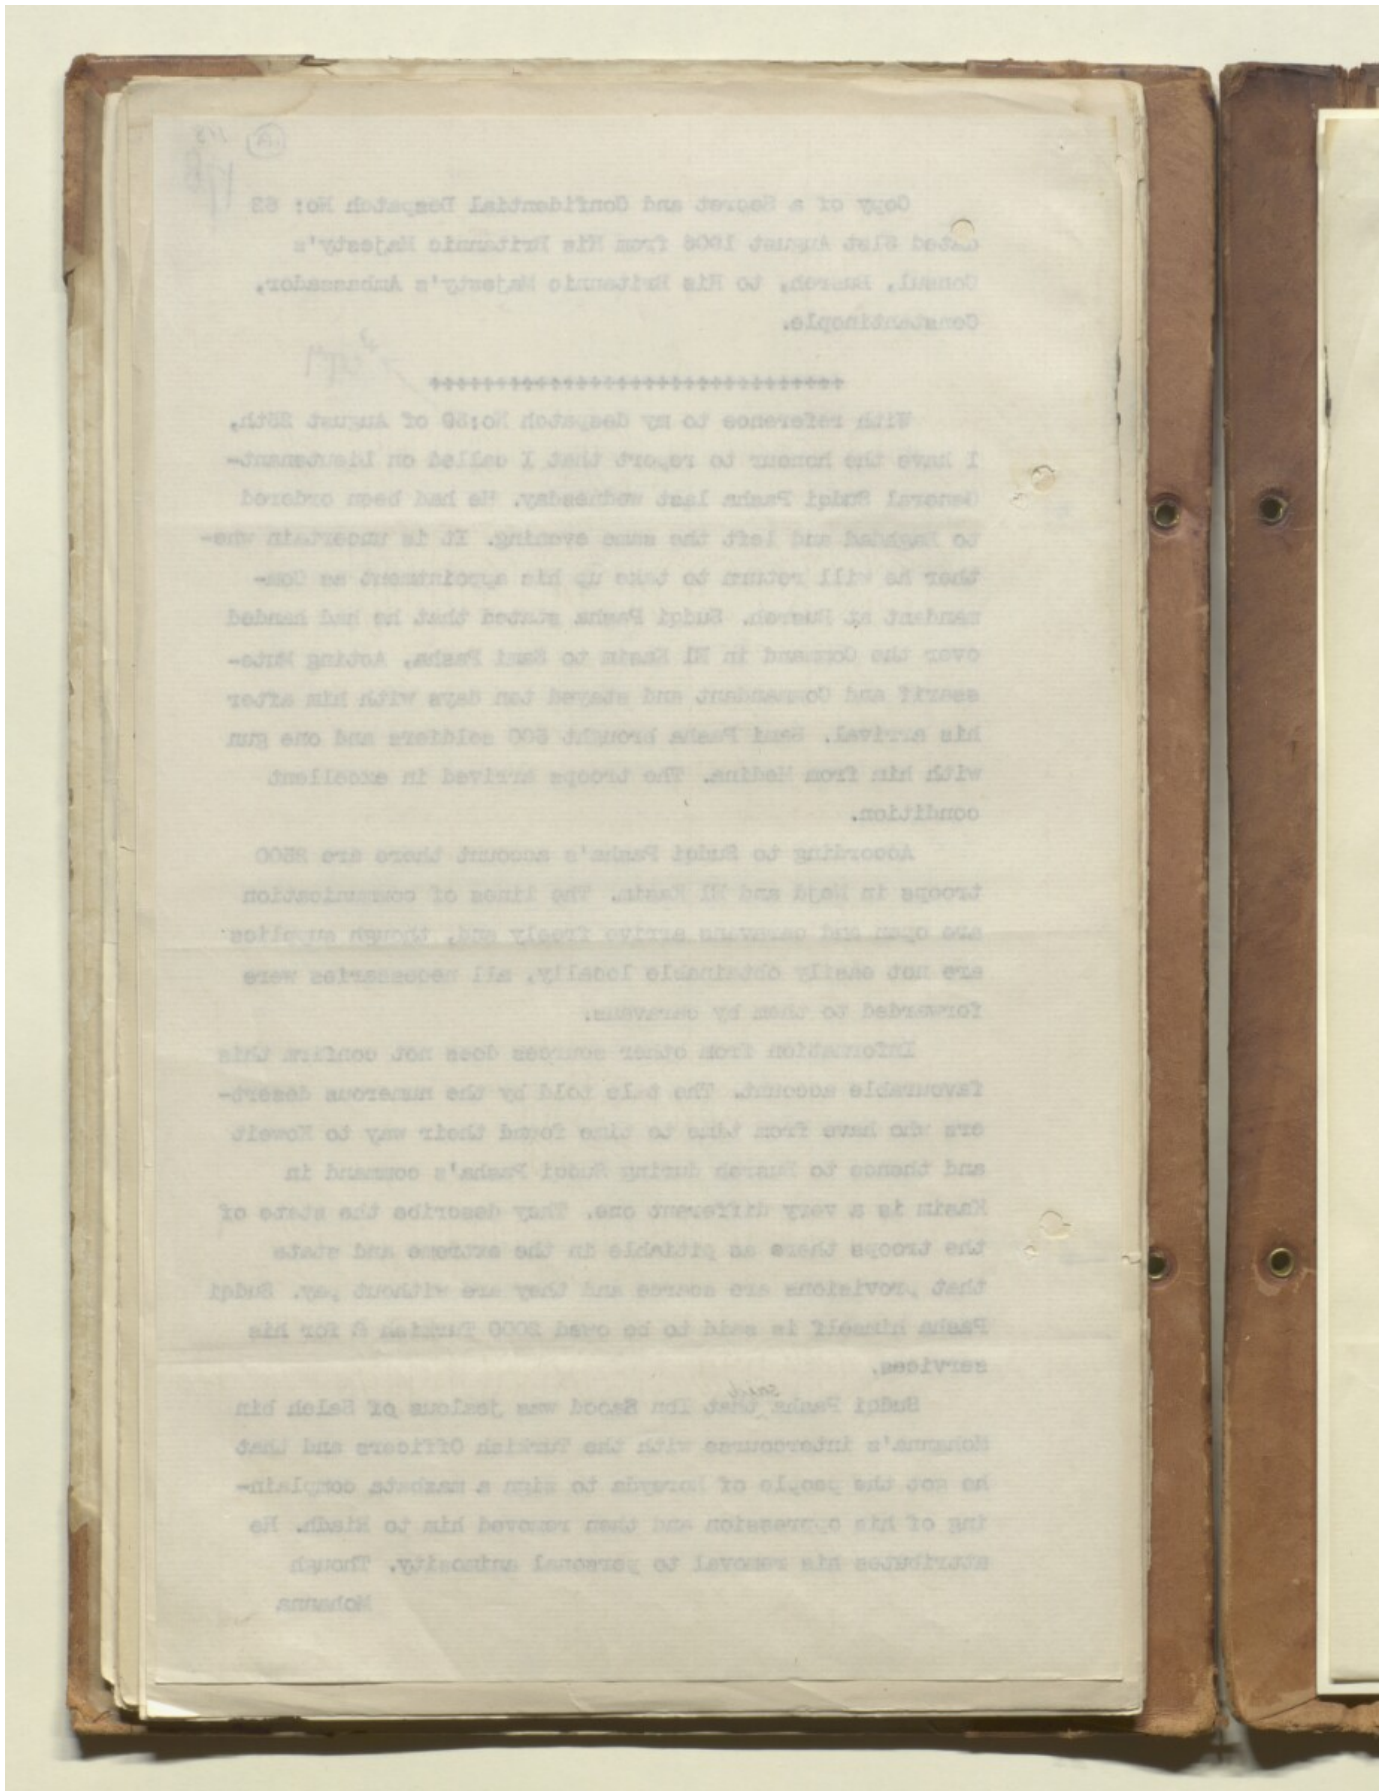 Copy of a Secret and Confidential Despatch No: 63
dated 31st August 1906 from His Britannic Majesty's
Consul, Busreh, to His Britannic Majesty's Ambassador,
Constantinople.
With reference to my despatch No:59 of August 25th,
I have the honour to report that I called on Lieutenant-
General Sudqi Pasha last wednesday. He had been ordered
to Baghdad and left the same evening. It is uncertain whe-
ther he will return to take up his appointment as Com-
mandant at Busreh. Sudqi Pasha stated that he had handed
over the Command in El Kasim to Sami Pasha, Acting Mute-
ssarif and Commandant and stayed ten days with him after
his arrival. Sami Pasha brought 500 soldiers and one gun
with him from Medina. The troops arrived in excellent
condition.
According to Sudqi Pasha's account there are 2500
troops in Nejd and El Kasim. The lines of communication
are open and caravans arrive freely and, though supplies
are not easily obtainable locally, all necessaries were
forwarded to them by caravans.
Information from other sources does not confirm this
favourable account. The tale told by the numerous desert-
ers who have from time to time found their way to Koweit
and thence to Busreh during Sudqi Pasha's command in
Kasim is a very different one. They describe the state of
the troops there as pitiable in the extreme and state
that provisions are scarce and they are without pay. Sudqi
Pasha himself is said to be owed 2000 Turkish £ for his
services.
Sudqi Pasha said that Ibn Saood was jealous of Saleh bin
Mohanna's intercourse with the Turkish Officers and that
he got the people of Boreyda to sign a mazbata complain-
ing of his oppression and then removed him to Riadh. He
attributes his removal to personal animosity. Though
Mohanna